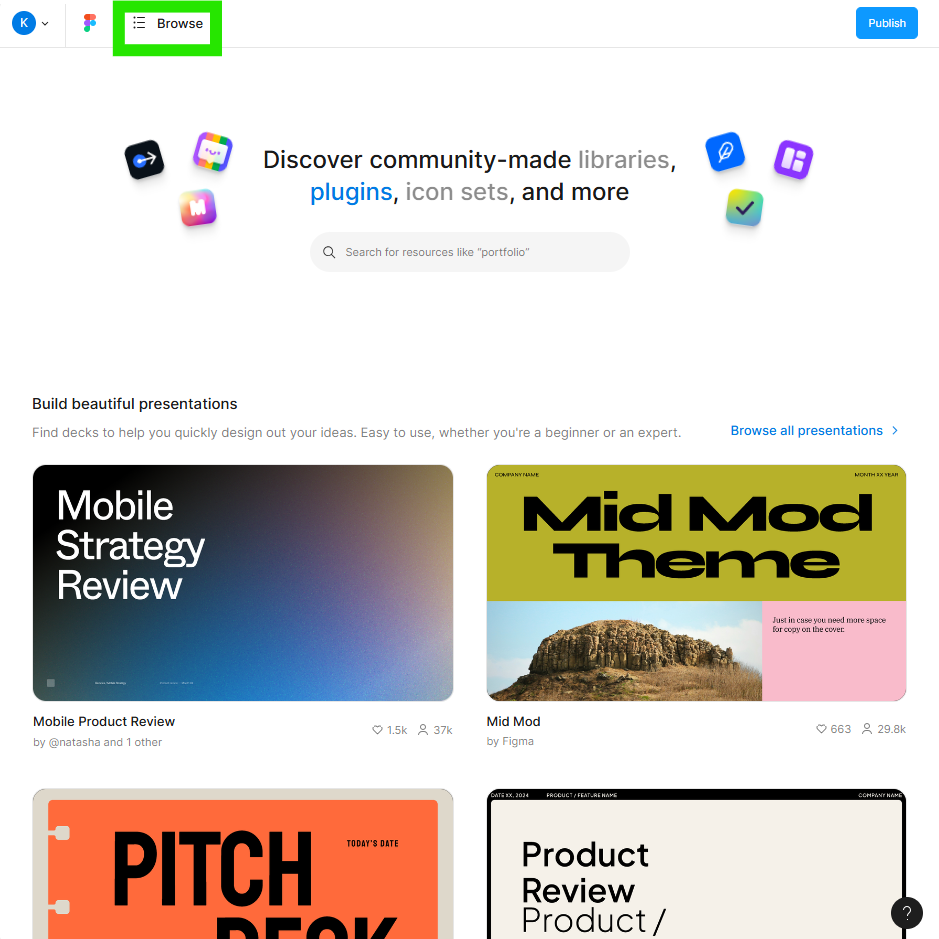 K
Browse
Publish
Discover community-made libraries,
plugins, icon sets, and more
Search for resources like “portfolio”
Build beautiful presentations
Find decks to help you quickly design out your ideas. Easy to use, whether you're a beginner or an expert.
Browse all presentations
Mobile
Strategy
Review
Mobile Product Review
by @natasha and 1 other
1.5k
37k
COMPANY NAME
MONTH XX YEAR
Mid Mod
Theme
Just in case you need more space
for copy on the cover.
Mid Mod
by Figma
663
29.8k
PITCH
DECK
TODAY'S DATE
DATE XX, 2024
PRODUCT / FEATURE NAME
COMPANY NAME
Product
Review
Product /
?